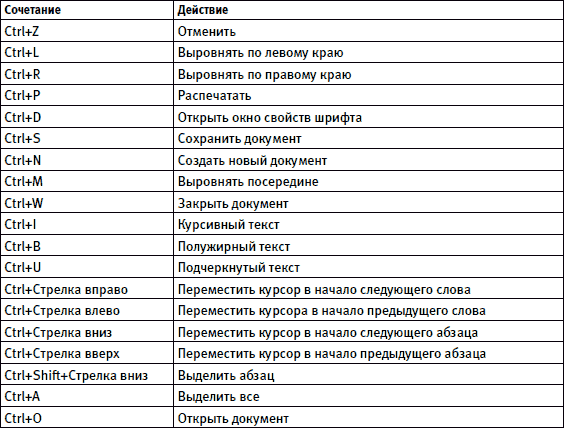 Сочетание Действие
Ctrl+Z Отменить
Ctrl+L Выровнять по левому краю
Ctrl+R Выровнять по правому краю
Ctrl+P Распечатать
Ctrl+D Открыть окно свойств шрифта
Ctrl+S Сохранить документ
Ctrl+N Создать новый документ
Ctrl+M Выровнять посередине
Ctrl+W Закрыть документ
Ctrl+I Курсивный текст
Ctrl+B Полужирный текст
Ctrl+U Подчеркнутый текст
Ctrl+Стрелка вправо Переместить курсор в начало следующего слова
Ctrl+Стрелка влево Переместить курсора в начало предыдущего слова
Ctrl+Стрелка вниз Переместить курсор в начало следующего абзаца
Ctrl+Стрелка вверх Переместить курсор в начало предыдущего абзаца
Ctrl+Shift+Стрелка вниз Выделить абзац
Ctrl+A Выделить все
Ctrl+O Открыть документ